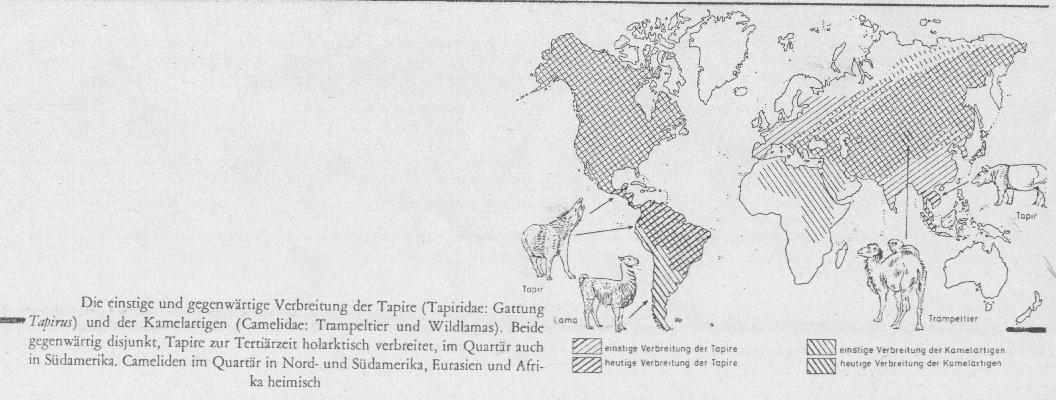 Die einstige und gegenwärtige Verbreitung der Tapire (Tapiridae: Gattung
Tapirus) und der Kamelartigen (Camelidae: Trampeltier und Wildlamas). Beide
gegenwärtig disjunkt, Tapire zur Tertiärzeit holarktisch verbreitet, im Quartär auch
in Südamerika. Cameliden im Quartär in Nord- und Südamerika, Eurasien und Afri-
ka heimisch
Tapir
Lama
Tapir
Trampeltier
einstige Verbreitung der Tapire
heutige Verbreitung der Tapire
einstige Verbreitung der Kamelartigen
heutige Verbreitung der Kamelartigen